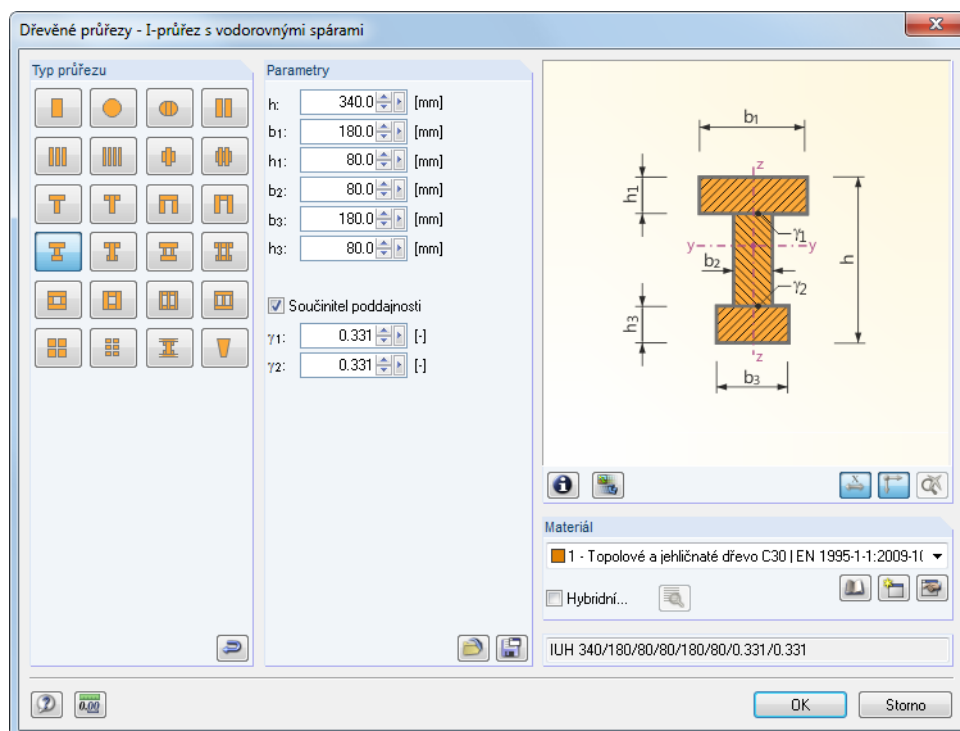 Dřevěné průřezy - I-průřez s vodorovnými spárami
Typ průřezu
Parametry
h: 340.0 [mm]
b1: 180.0 [mm]
h1: 80.0 [mm]
b2: 80.0 [mm]
b3: 180.0 [mm]
h3: 80.0 [mm]
Součinitel poddajnosti
γ1: 0.331 [-]
γ2: 0.331 [-]
b1
z
h1
γ1
y
y
h
b2
γ2
h3
z
b3
x
Materiál
1 - Topolové a jehličnaté dřevo C30 | EN 1995-1-1:2009-1
Hybridní...
IUH 340/180/80/80/180/80/0.331/0.331
0.00
OK
Storno